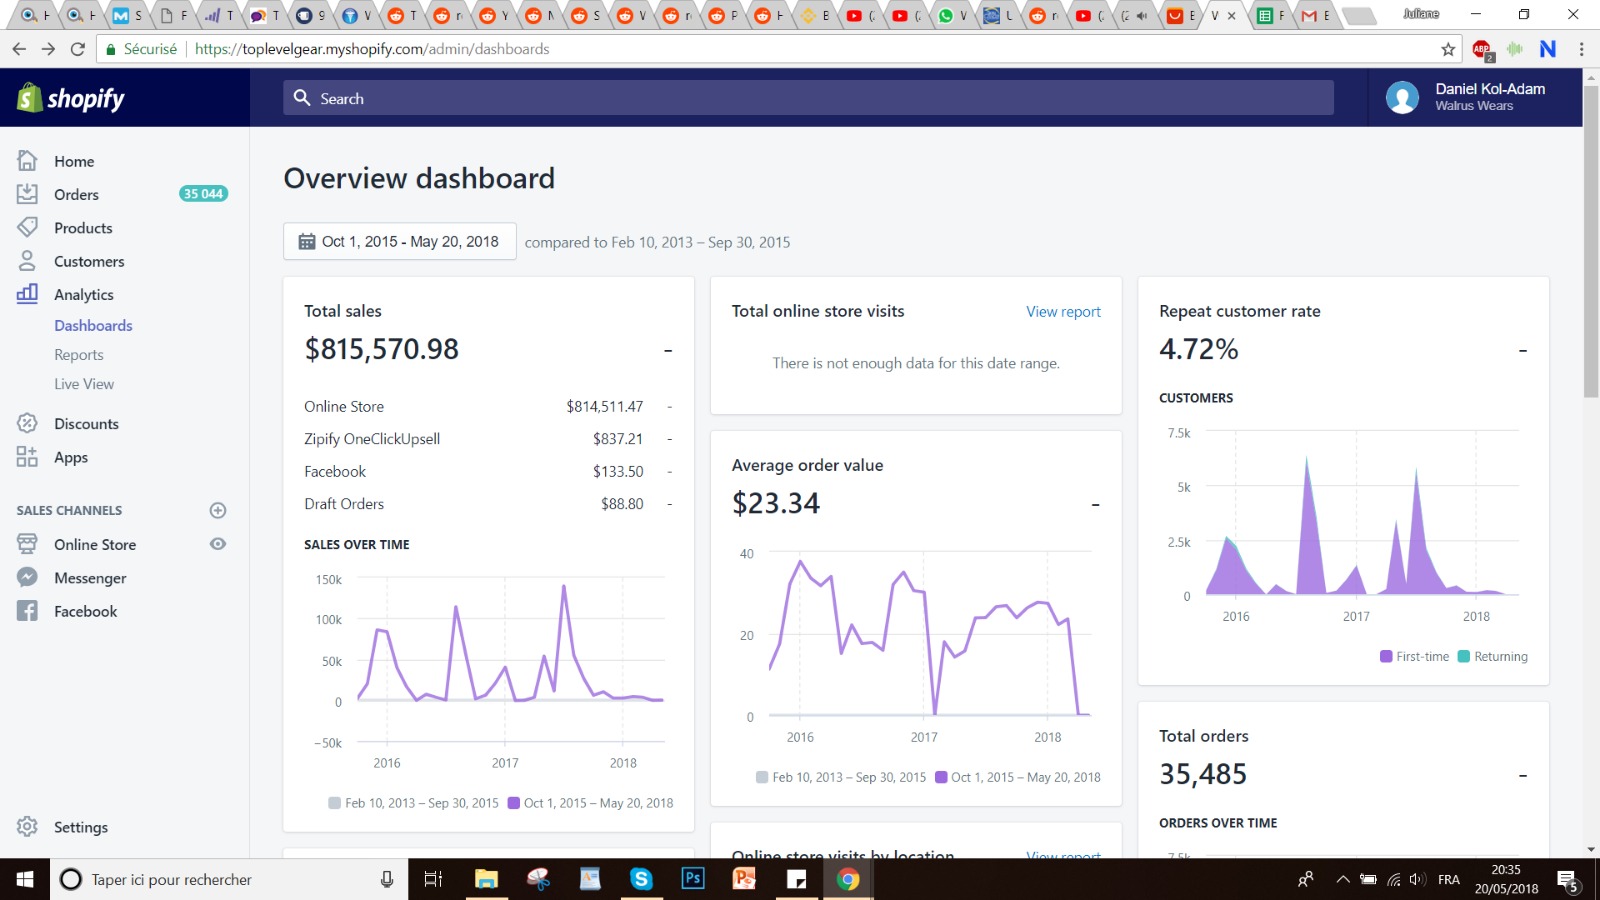 Juliane
Sécurisé
https://toplevelgear.myshopify.com/admin/dashboards
ABP
2
shopify
Search
Daniel Kol-Adam
Walrus Wears
Home
Orders
35 044
Products
Customers
Analytics
Dashboards
Reports
Live View
Discounts
Apps
SALES CHANNELS
Online Store
Messenger
Facebook
Settings
Overview dashboard
Oct 1, 2015 - May 20, 2018
compared to Feb 10, 2013 – Sep 30, 2015
Total sales
$815,570.98 -
Online Store $814,511.47 -
Zipify OneClickUpsell $837.21 -
Facebook $133.50 -
Draft Orders $88.80 -
SALES OVER TIME
150k
100k
50k
0
−50k
2016 2017 2018
Feb 10, 2013 – Sep 30, 2015 Oct 1, 2015 – May 20, 2018
Total online store visits View report
There is not enough data for this date range.
Average order value
$23.34 -
40
20
0
2016 2017 2018
Feb 10, 2013 – Sep 30, 2015 Oct 1, 2015 – May 20, 2018
Online store visits by location View report
Repeat customer rate
4.72% -
CUSTOMERS
7.5k
5k
2.5k
0
2016 2017 2018
First-time Returning
Total orders
35,485 -
ORDERS OVER TIME
7.5k
Taper ici pour rechercher
Ps
FRA
20:35
20/05/2018
5